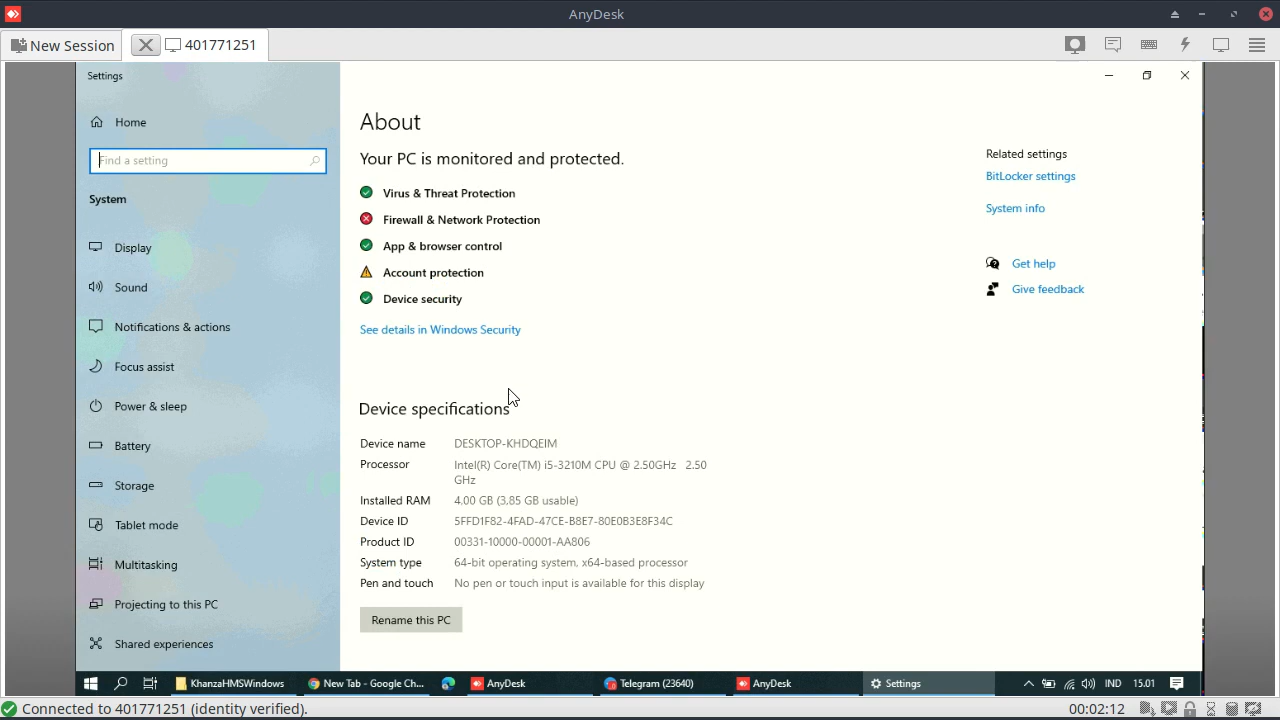 AnyDesk
New Session
401771251
Settings
Home
Find a setting
System
Display
Sound
Notifications & actions
Focus assist
Power & sleep
Battery
Storage
Tablet mode
Multitasking
Projecting to this PC
Shared experiences
About
Your PC is monitored and protected.
Virus & Threat Protection
Firewall & Network Protection
App & browser control
Account protection
Device security
See details in Windows Security
Device specifications
Device name DESKTOP-KHDQEIM
Processor Intel(R) Core(TM) i5-3210M CPU @ 2.50GHz 2.50
GHz
Installed RAM 4,00 GB (3,85 GB usable)
Device ID 5FFD1F82-4FAD-47CE-B8E7-80E0B3E8F34C
Product ID 00331-10000-00001-AA806
System type 64-bit operating system, x64-based processor
Pen and touch No pen or touch input is available for this display
Rename this PC
Related settings
BitLocker settings
System info
Get help
Give feedback
KhanzaHMSWindows
New Tab - Google Ch...
AnyDesk
Telegram (23640)
AnyDesk
Settings
IND
15.01
Connected to 401771251 (identity verified).
00:02:12